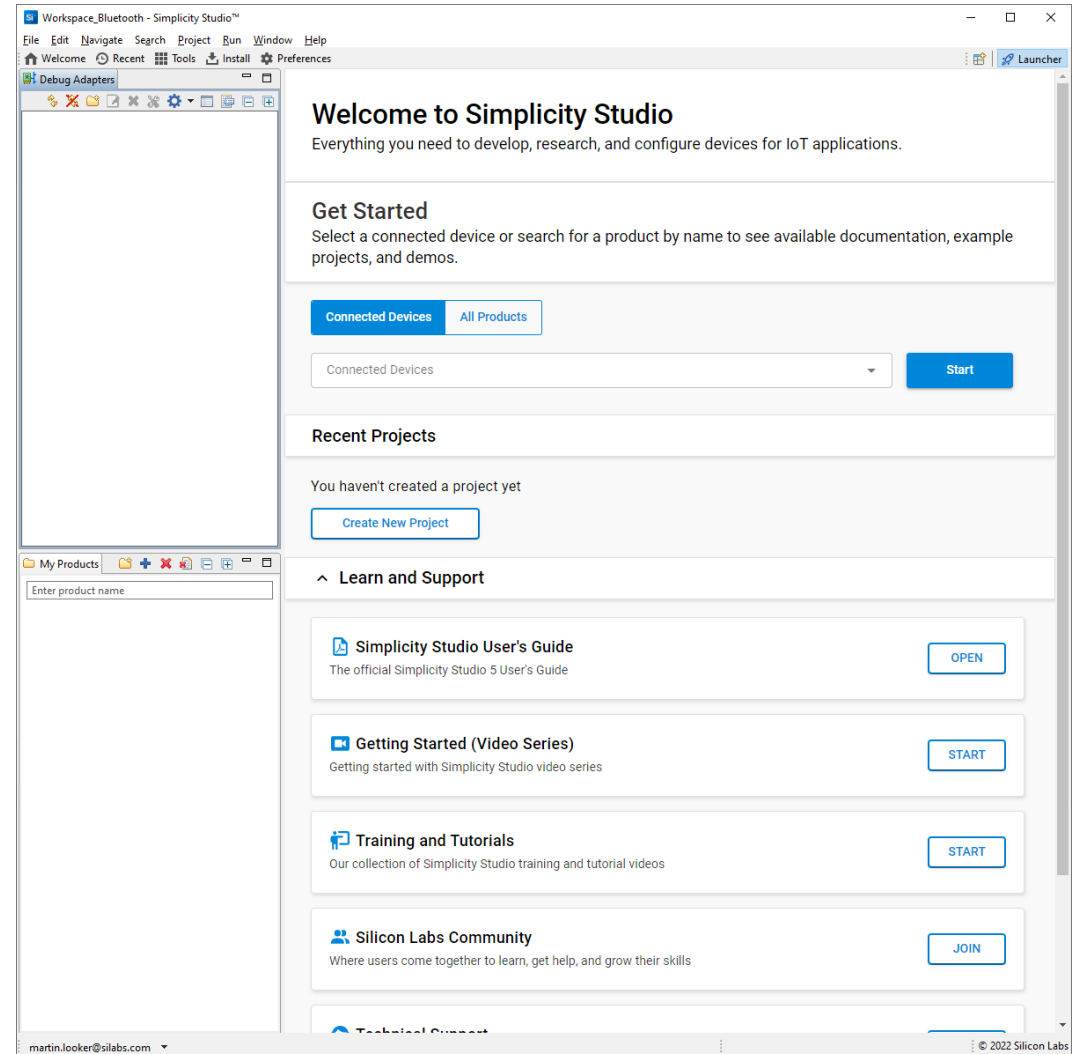 Si Workspace_Bluetooth - Simplicity Studio™
File Edit Navigate Search Project Run Window Help
Welcome Recent Tools Install Preferences
Launcher
Debug Adapters
Welcome to Simplicity Studio
Everything you need to develop, research, and configure devices for IoT applications.
Get Started
Select a connected device or search for a product by name to see available documentation, example
projects, and demos.
Connected Devices All Products
Connected Devices
Start
Recent Projects
You haven't created a project yet
Create New Project
My Products
Enter product name
Learn and Support
Simplicity Studio User's Guide
The official Simplicity Studio 5 User's Guide
OPEN
Getting Started (Video Series)
Getting started with Simplicity Studio video series
START
Training and Tutorials
Our collection of Simplicity Studio training and tutorial videos
START
Silicon Labs Community
Where users come together to learn, get help, and grow their skills
JOIN
Technical Support
martin.looker@silabs.com
© 2022 Silicon Labs